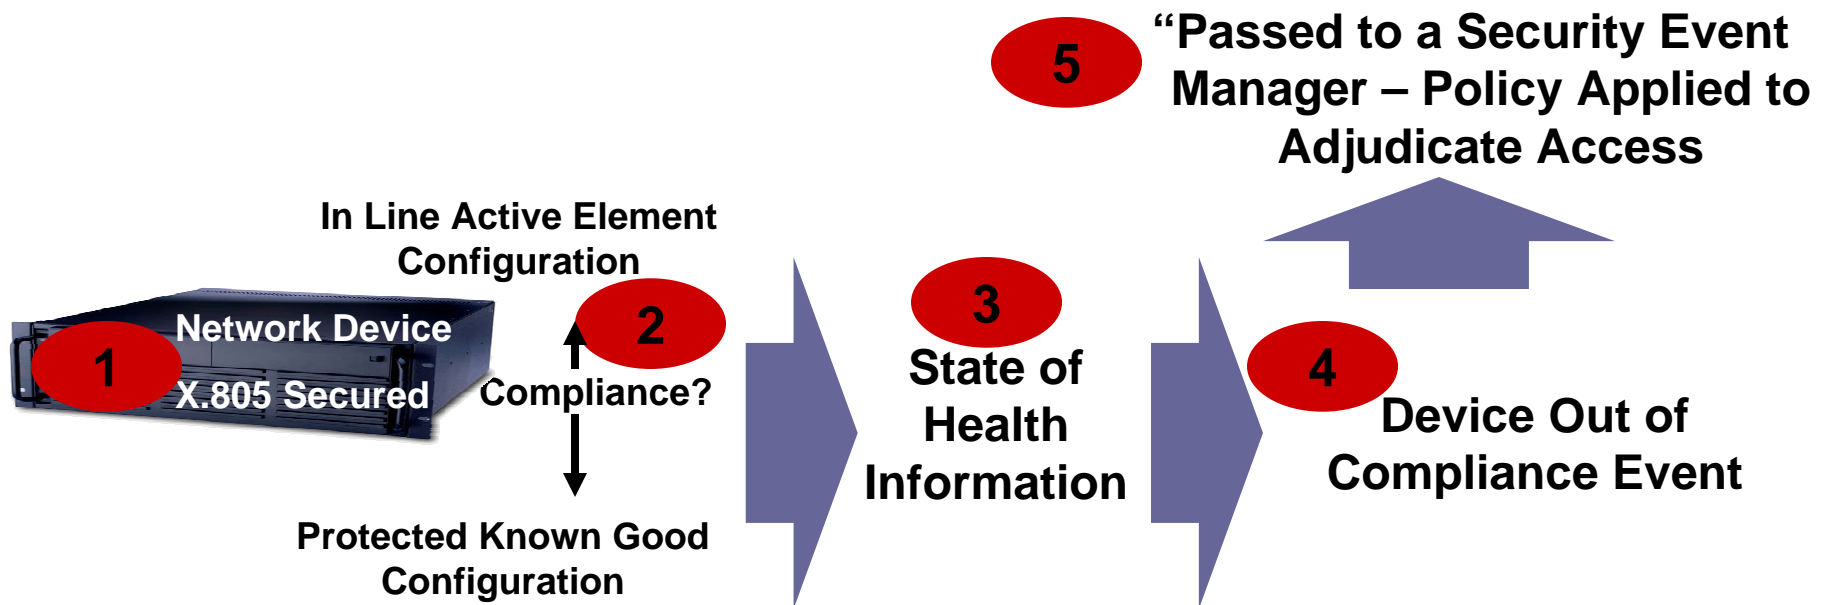 1
Network Device
X.805 Secured
In Line Active Element
Configuration
2
Compliance?
Protected Known Good
Configuration
3
State of
Health
Information
4
Device Out of
Compliance Event
5
“Passed to a Security Event
Manager – Policy Applied to
Adjudicate Access